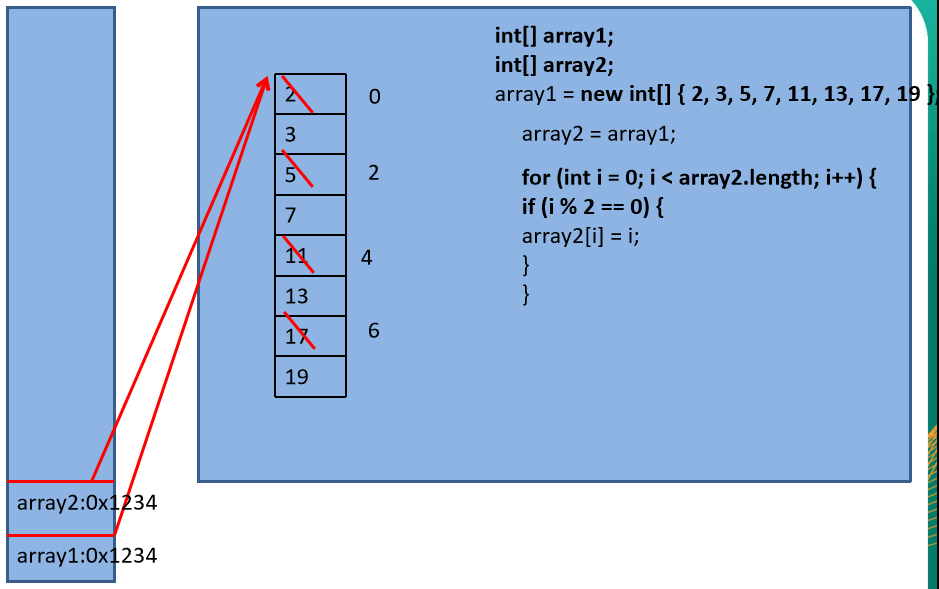 int[] array1;
int[] array2;
array1 = new int[] { 2, 3, 5, 7, 11, 13, 17, 19 };
array2 = array1;
for (int i = 0; i < array2.length; i++) {
if (i % 2 == 0) {
array2[i] = i;
}
}
2 0
3
5 2
7
11 4
13
17 6
19
array2:0x1234
array1:0x1234